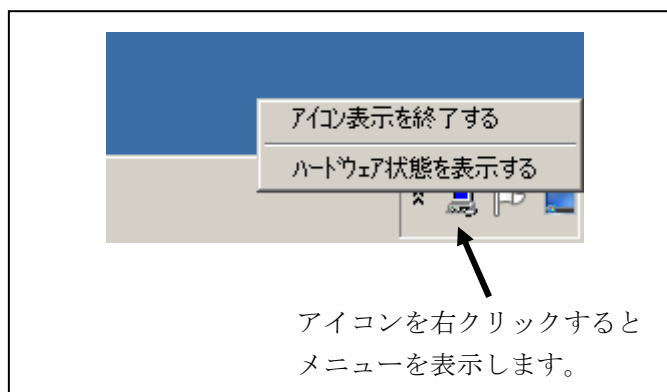 アイコン表示を終了する
ハードウェア状態を表示する
アイコンを右クリックすると
メニューを表示します。